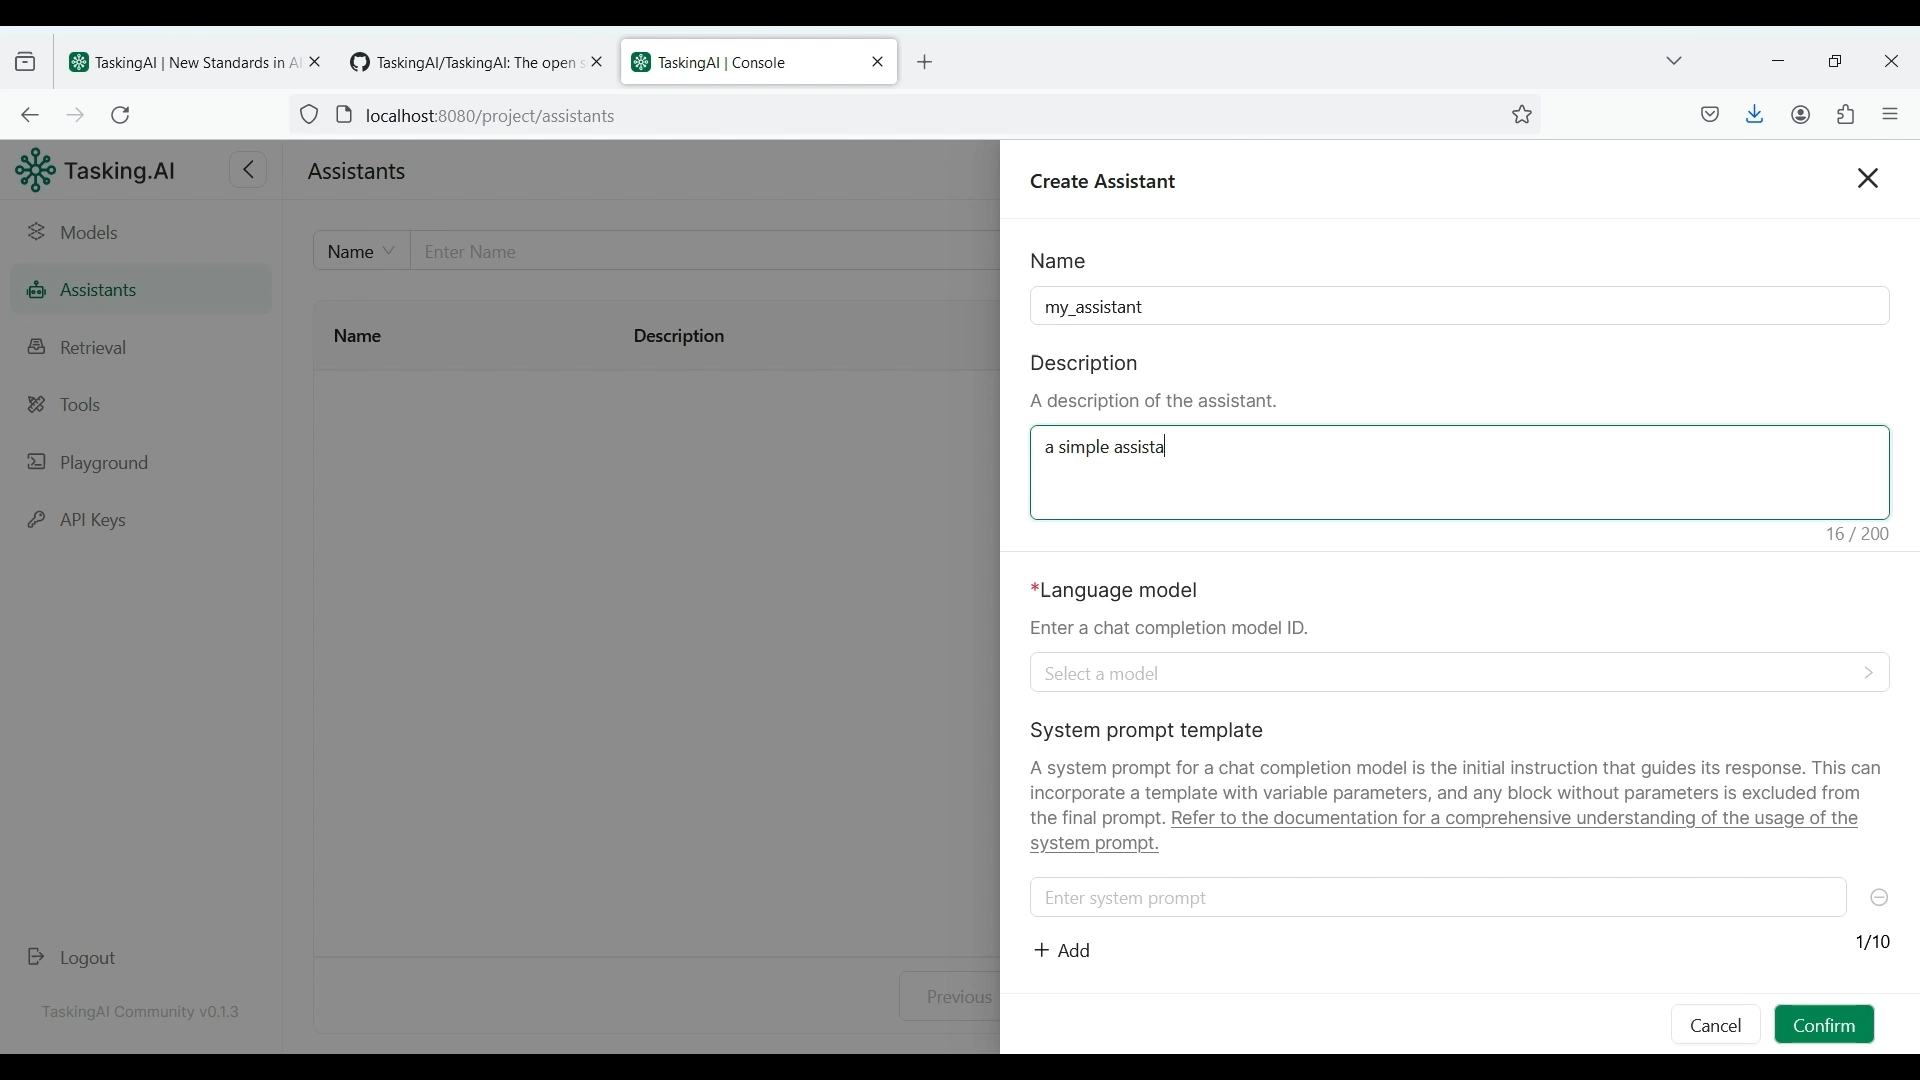 TaskingAI | New Standards in AI
TaskingAI/TaskingAI: The open s
TaskingAI | Console
localhost:8080/project/assistants
Tasking.AI
Models
Assistants
Retrieval
Tools
Playground
API Keys
Logout
TaskingAI Community v0.1.3
Assistants
Name
Enter Name
Name
Description
Previous
Create Assistant
Name
my_assistant
Description
A description of the assistant.
a simple assista
16 / 200
*Language model
Enter a chat completion model ID.
Select a model
System prompt template
A system prompt for a chat completion model is the initial instruction that guides its response. This can
incorporate a template with variable parameters, and any block without parameters is excluded from
the final prompt. Refer to the documentation for a comprehensive understanding of the usage of the
system prompt.
Enter system prompt
+ Add
1/10
Cancel
Confirm